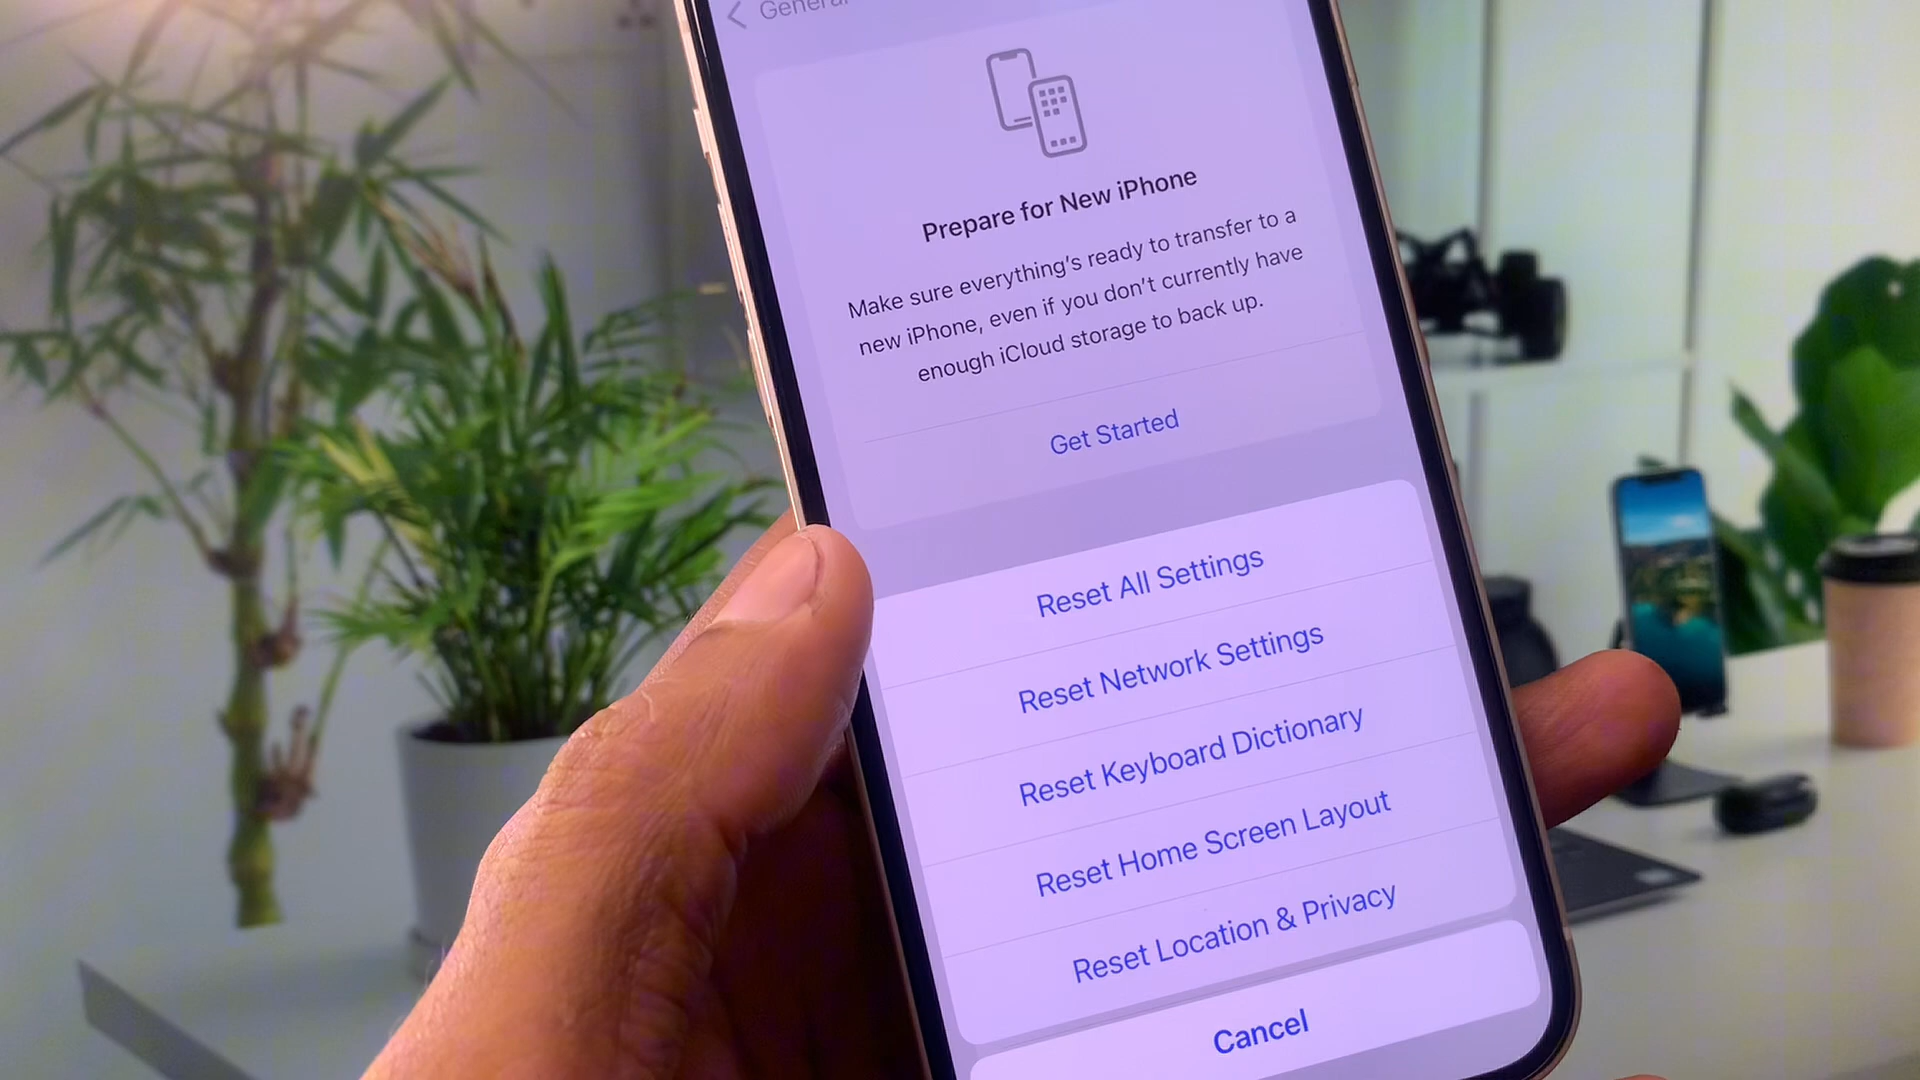 General
Prepare for New iPhone
Make sure everything's ready to transfer to a
new iPhone, even if you don't currently have
enough iCloud storage to back up.
Get Started
Reset All Settings
Reset Network Settings
Reset Keyboard Dictionary
Reset Home Screen Layout
Reset Location & Privacy
Cancel